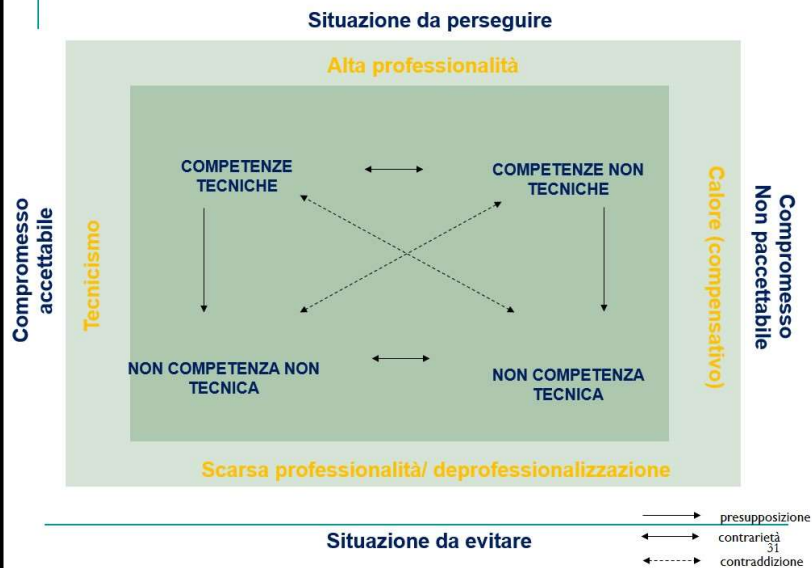 Situazione da perseguire
Alta professionalità
COMPETENZE
TECNICHE
COMPETENZE NON
TECNICHE
Compromesso
accettabile
Tecnicismo
Calore (compensativo)
Compromesso
Non paccettabile
NON COMPETENZA NON
TECNICA
NON COMPETENZA
TECNICA
Scarsa professionalità/ deprofessionalizzazione
Situazione da evitare
presupposizione
contrarietà
31
contraddizione